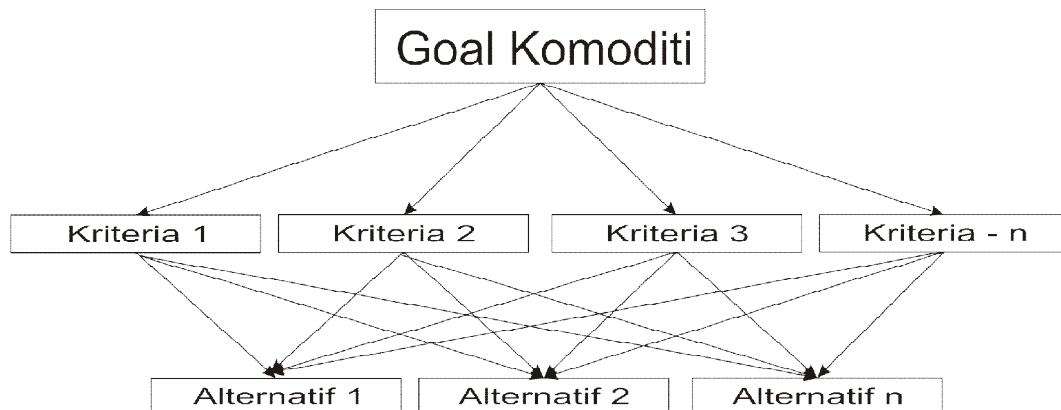 Goal Komoditi
Kriteria 1
Kriteria 2
Kriteria 3
Kriteria - n
Alternatif 1
Alternatif 2
Alternatif n